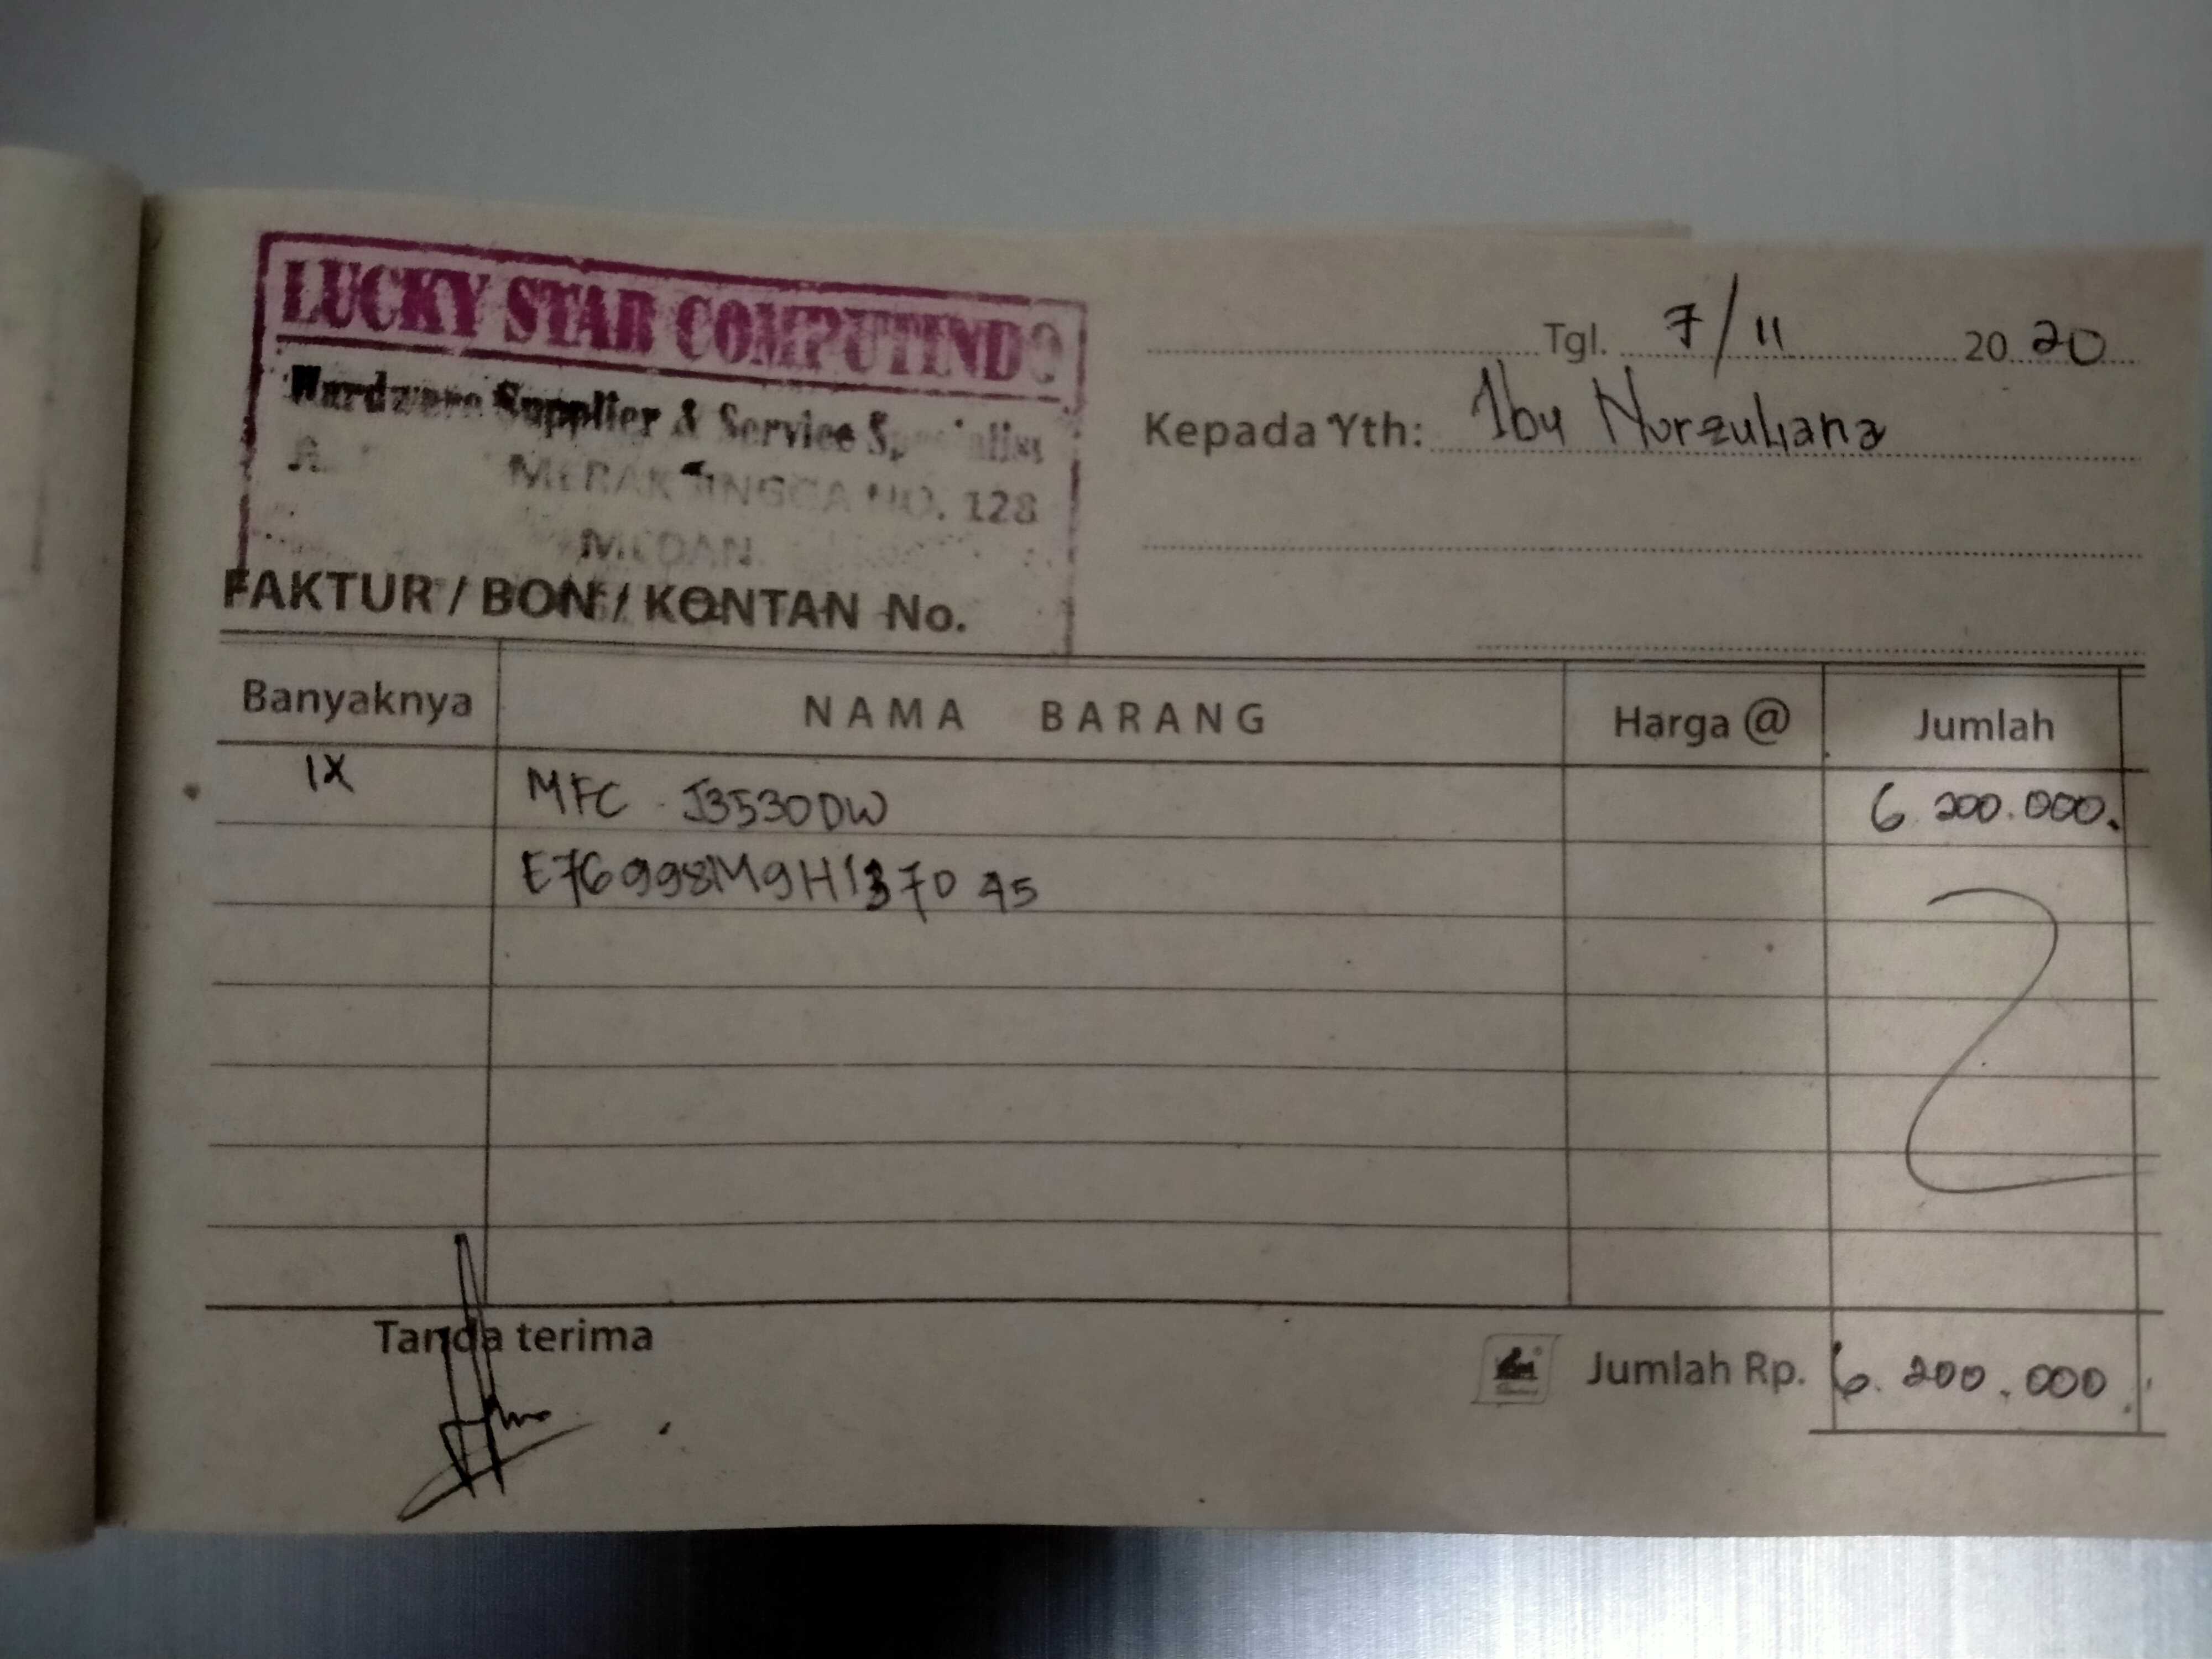 LUCKY STAR COMPUTINDO
Hardware Supplier & Service Specialist
MERAK JINGGA NO. 128
MEDAN
Tgl. 7/11 20 20
Kepada Yth: Ibu Nurzuliana
FAKTUR / BON / KONTAN No.
Banyaknya NAMA BARANG Harga @ Jumlah
1X MFC - J3530DW 6.200.000.
E76998M9H137045
Tanda terima
Jumlah Rp. 6.200.000